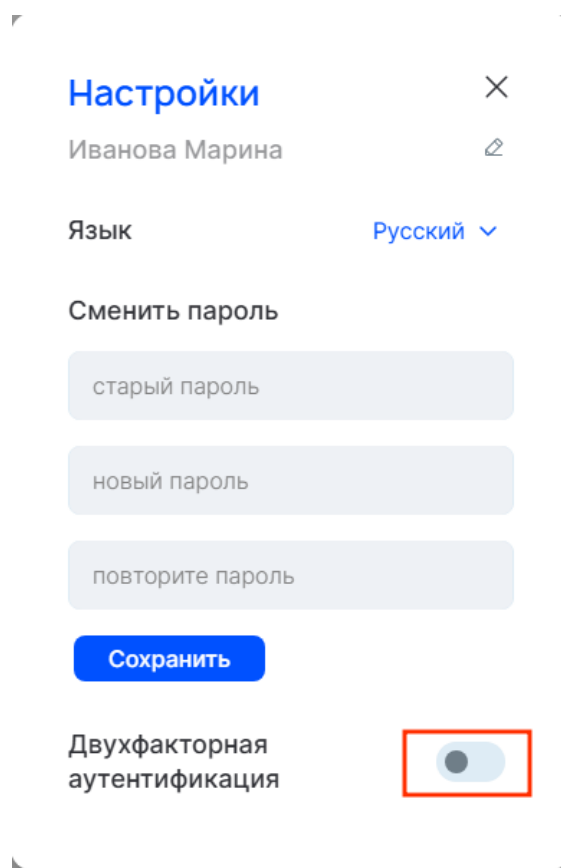 Настройки
Иванова Марина
Язык
Русский
Сменить пароль
старый пароль
новый пароль
повторите пароль
Сохранить
Двухфакторная
аутентификация